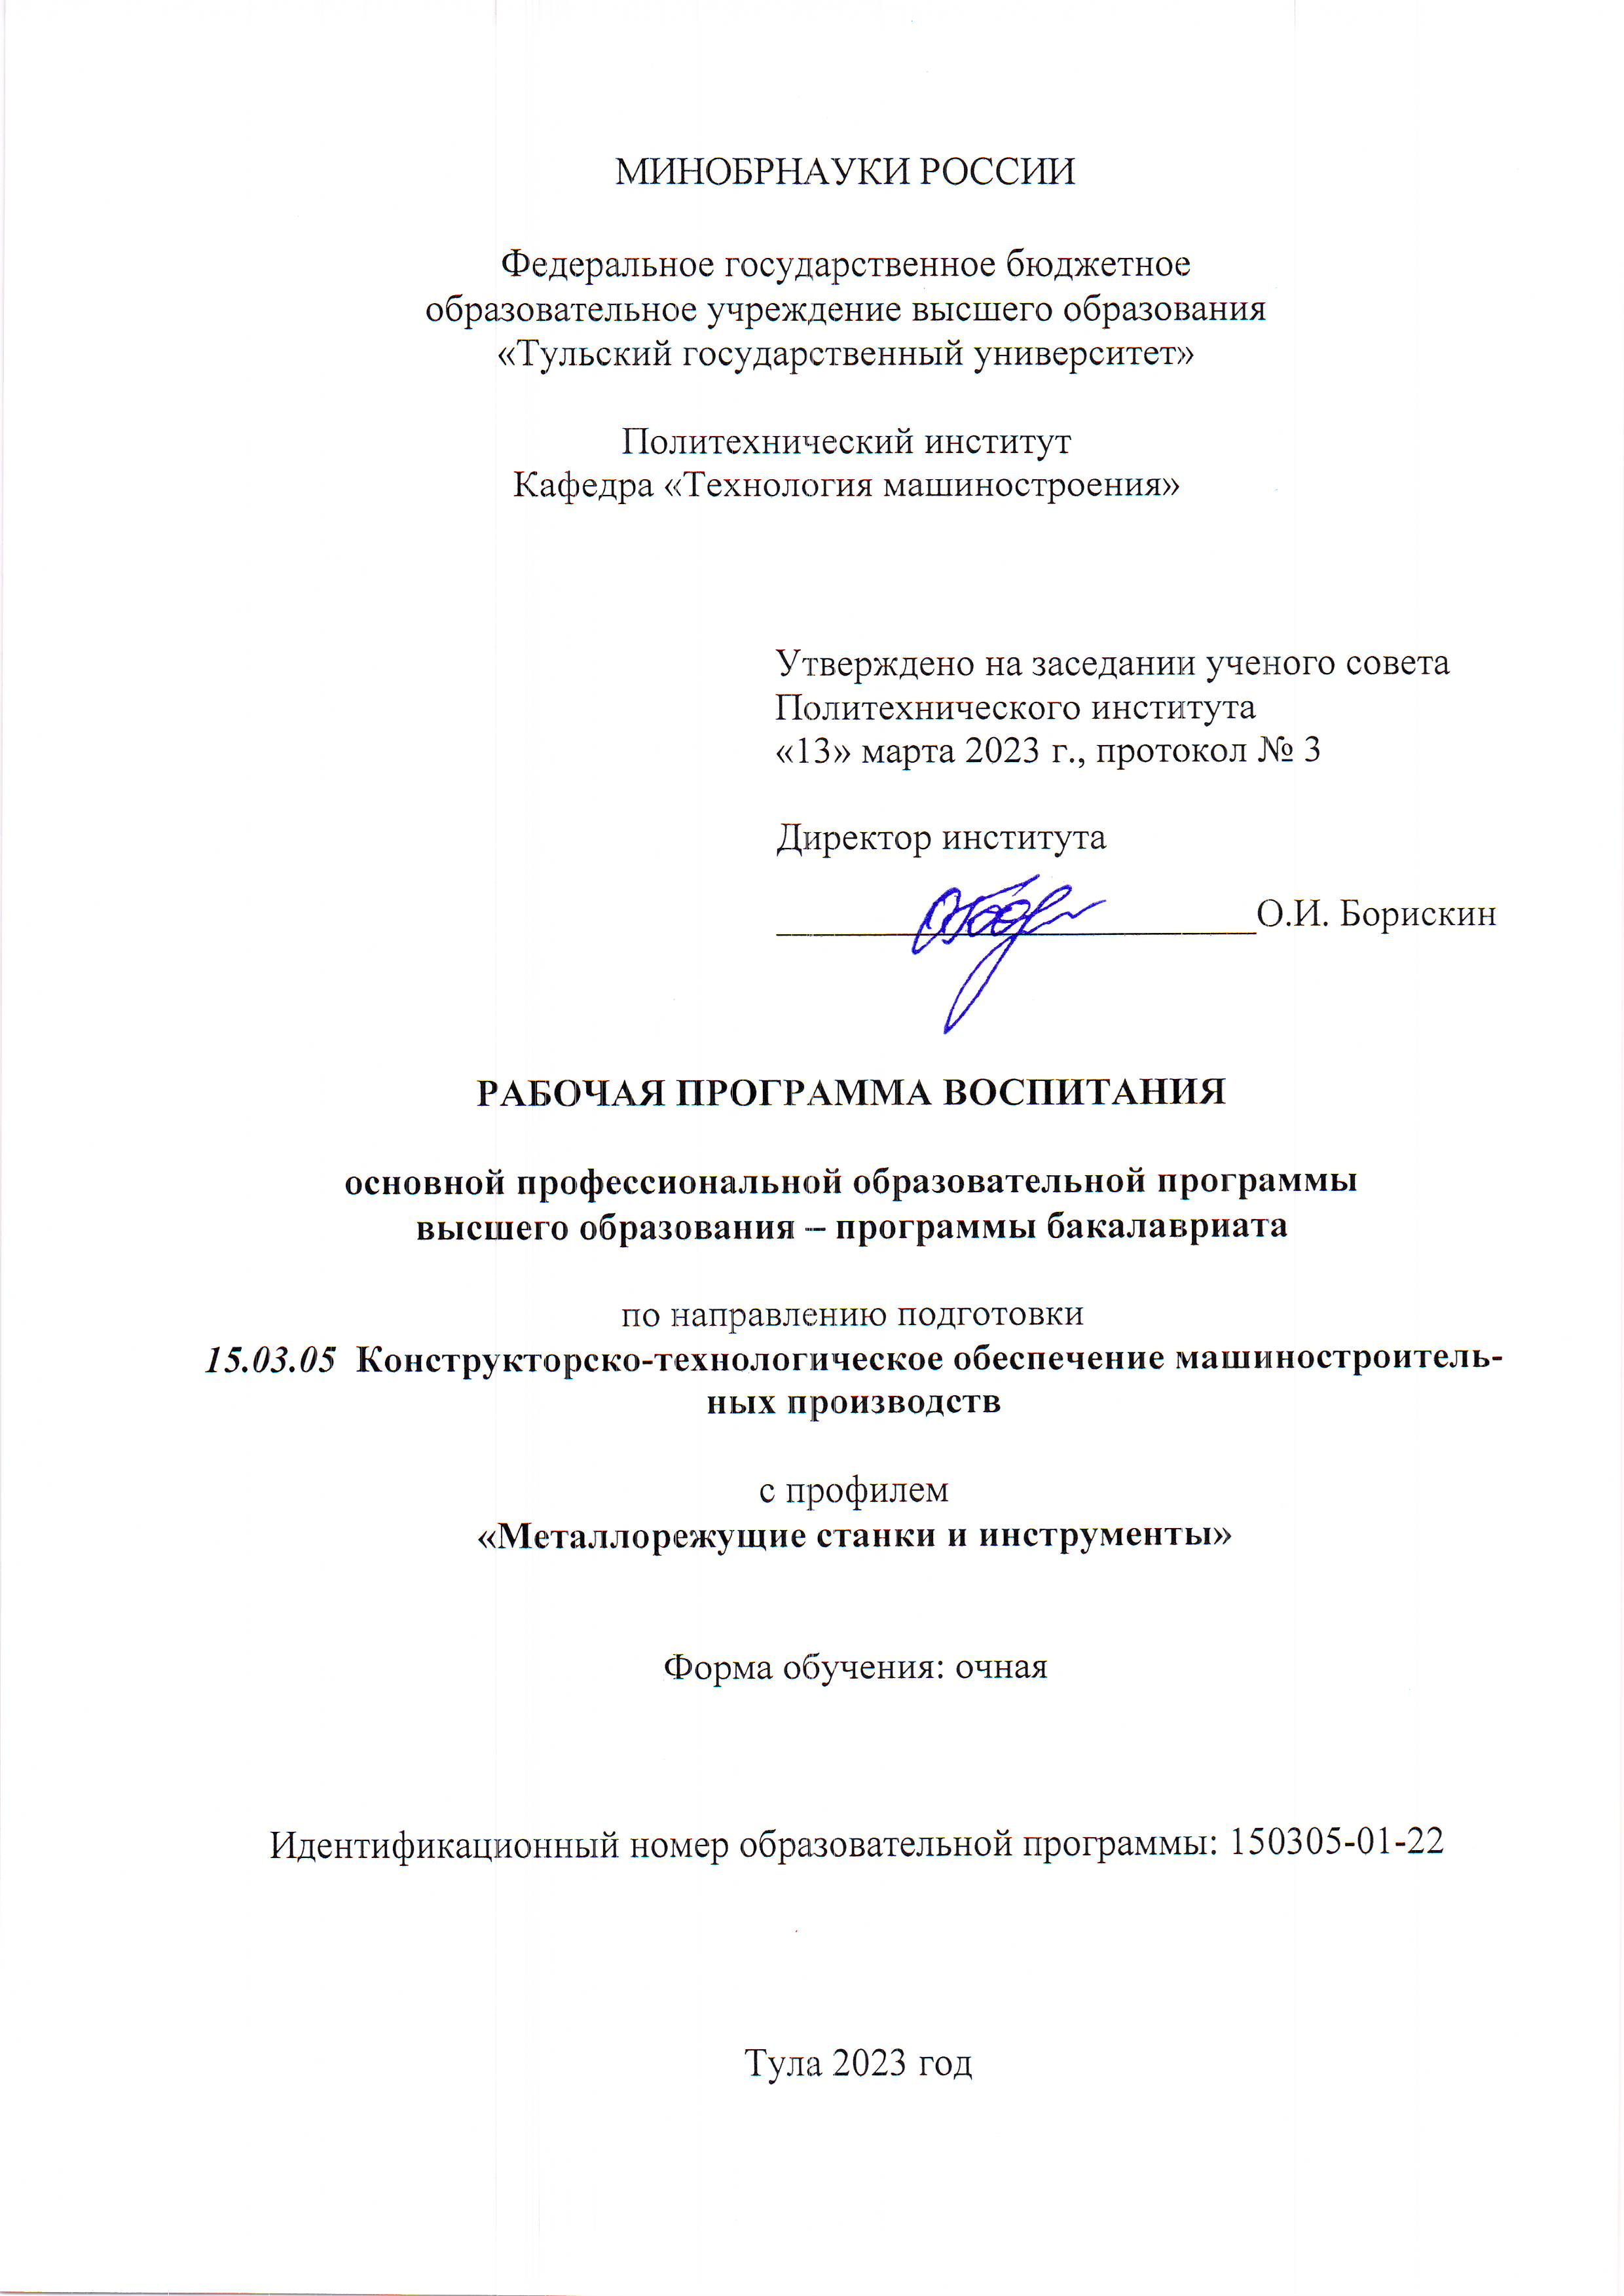 МИНОБРНАУКИ РОССИИ
Федеральное государственное бюджетное
образовательное учреждение высшего образования
«Тульский государственный университет»
Политехнический институт
Кафедра «Технология машиностроения»
Утверждено на заседании ученого совета
Политехнического института
«13» марта 2023 г., протокол № 3
Директор института
О.И. Борискин
РАБОЧАЯ ПРОГРАММА ВОСПИТАНИЯ
основной профессиональной образовательной программы
высшего образования – программы бакалавриата
по направлению подготовки
15.03.05 Конструкторско-технологическое обеспечение машиностроитель-
ных производств
с профилем
«Металлорежущие станки и инструменты»
Форма обучения: очная
Идентификационный номер образовательной программы: 150305-01-22
Тула 2023 год